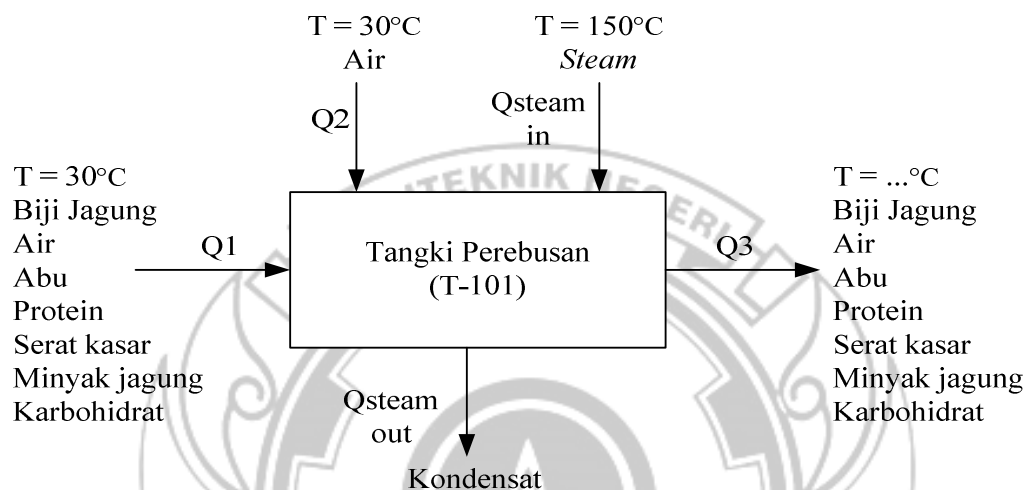 T = 30°C
Air
T = 150°C
Steam
Q2
Qsteam
in
T = 30°C
Biji Jagung
Air
Abu
Protein
Serat kasar
Minyak jagung
Karbohidrat
Q1
Tangki Perebusan
(T-101)
Q3
T = ...°C
Biji Jagung
Air
Abu
Protein
Serat kasar
Minyak jagung
Karbohidrat
Qsteam
out
Kondensat